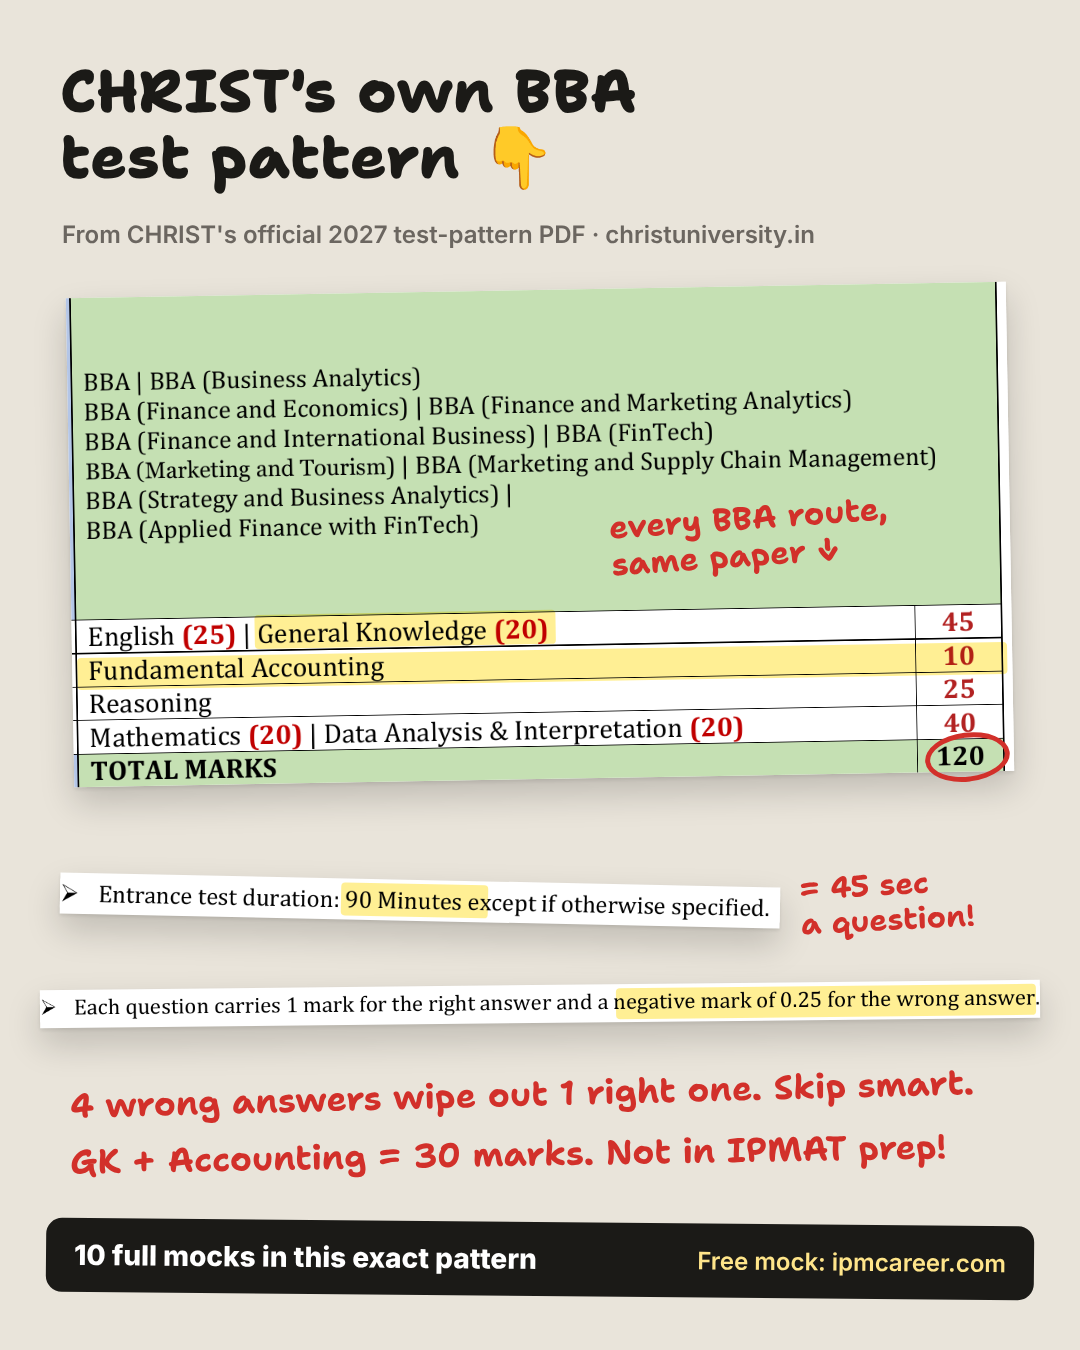 CHRIST's own BBA
test pattern 👇
From CHRIST's official 2027 test-pattern PDF · christuniversity.in
BBA | BBA (Business Analytics)
BBA (Finance and Economics) | BBA (Finance and Marketing Analytics)
BBA (Finance and International Business) | BBA (FinTech)
BBA (Marketing and Tourism) | BBA (Marketing and Supply Chain Management)
BBA (Strategy and Business Analytics) |
BBA (Applied Finance with FinTech)
every BBA route,
same paper ↓
English (25) | General Knowledge (20) 45
Fundamental Accounting 10
Reasoning 25
Mathematics (20) | Data Analysis & Interpretation (20) 40
TOTAL MARKS 120
➢ Entrance test duration: 90 Minutes except if otherwise specified.
= 45 sec
a question!
➢ Each question carries 1 mark for the right answer and a negative mark of 0.25 for the wrong answer.
4 wrong answers wipe out 1 right one. Skip smart.
GK + Accounting = 30 marks. Not in IPMAT prep!
10 full mocks in this exact pattern
Free mock: ipmcareer.com